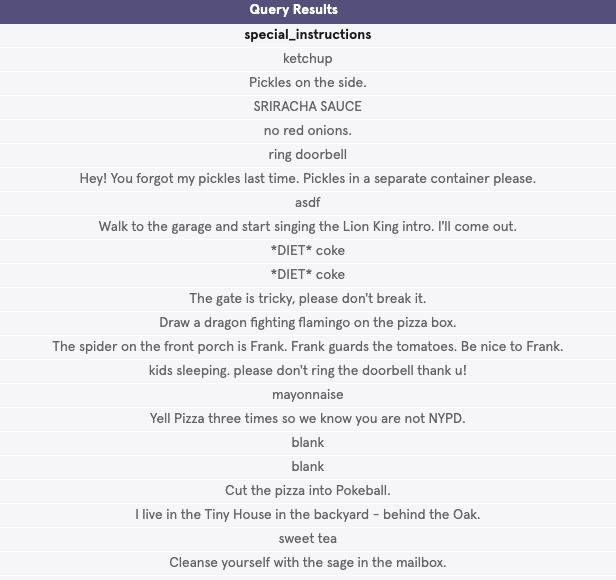 Query Results
special_instructions
ketchup
Pickles on the side.
SRIRACHA SAUCE
no red onions.
ring doorbell
Hey! You forgot my pickles last time. Pickles in a separate container please.
asdf
Walk to the garage and start singing the Lion King intro. I'll come out.
*DIET* coke
*DIET* coke
The gate is tricky, please don't break it.
Draw a dragon fighting flamingo on the pizza box.
The spider on the front porch is Frank. Frank guards the tomatoes. Be nice to Frank.
kids sleeping. please don't ring the doorbell thank u!
mayonnaise
Yell Pizza three times so we know you are not NYPD.
blank
blank
Cut the pizza into Pokeball.
I live in the Tiny House in the backyard - behind the Oak.
sweet tea
Cleanse yourself with the sage in the mailbox.